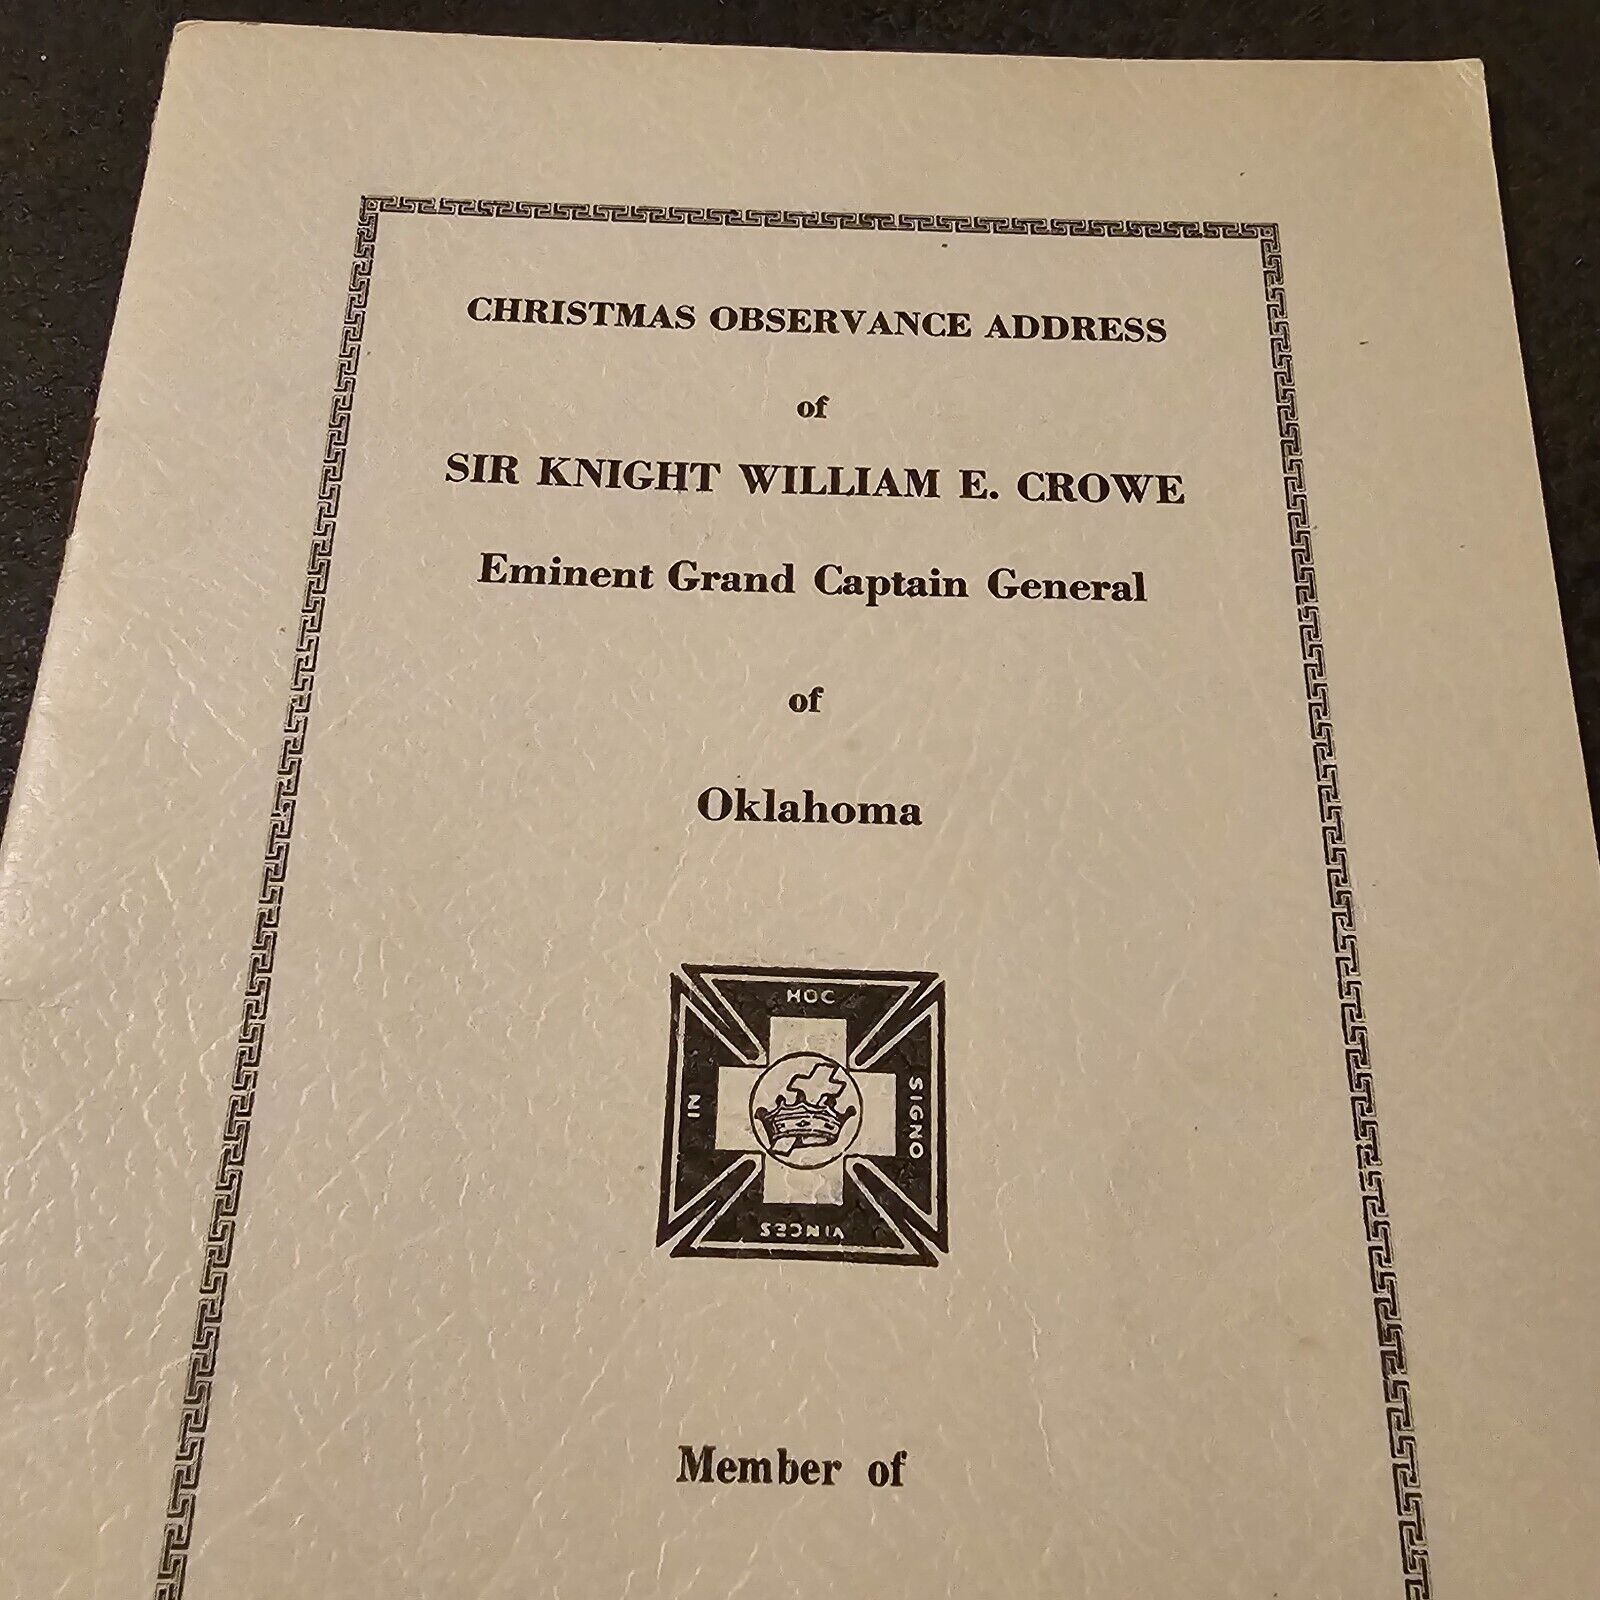 CHRISTMAS OBSERVANCE ADDRESS
of
SIR KNIGHT WILLIAM E. CROWE
Eminent Grand Captain General
of
Oklahoma
HOC
IN
SIGNO
VINCES
Member of